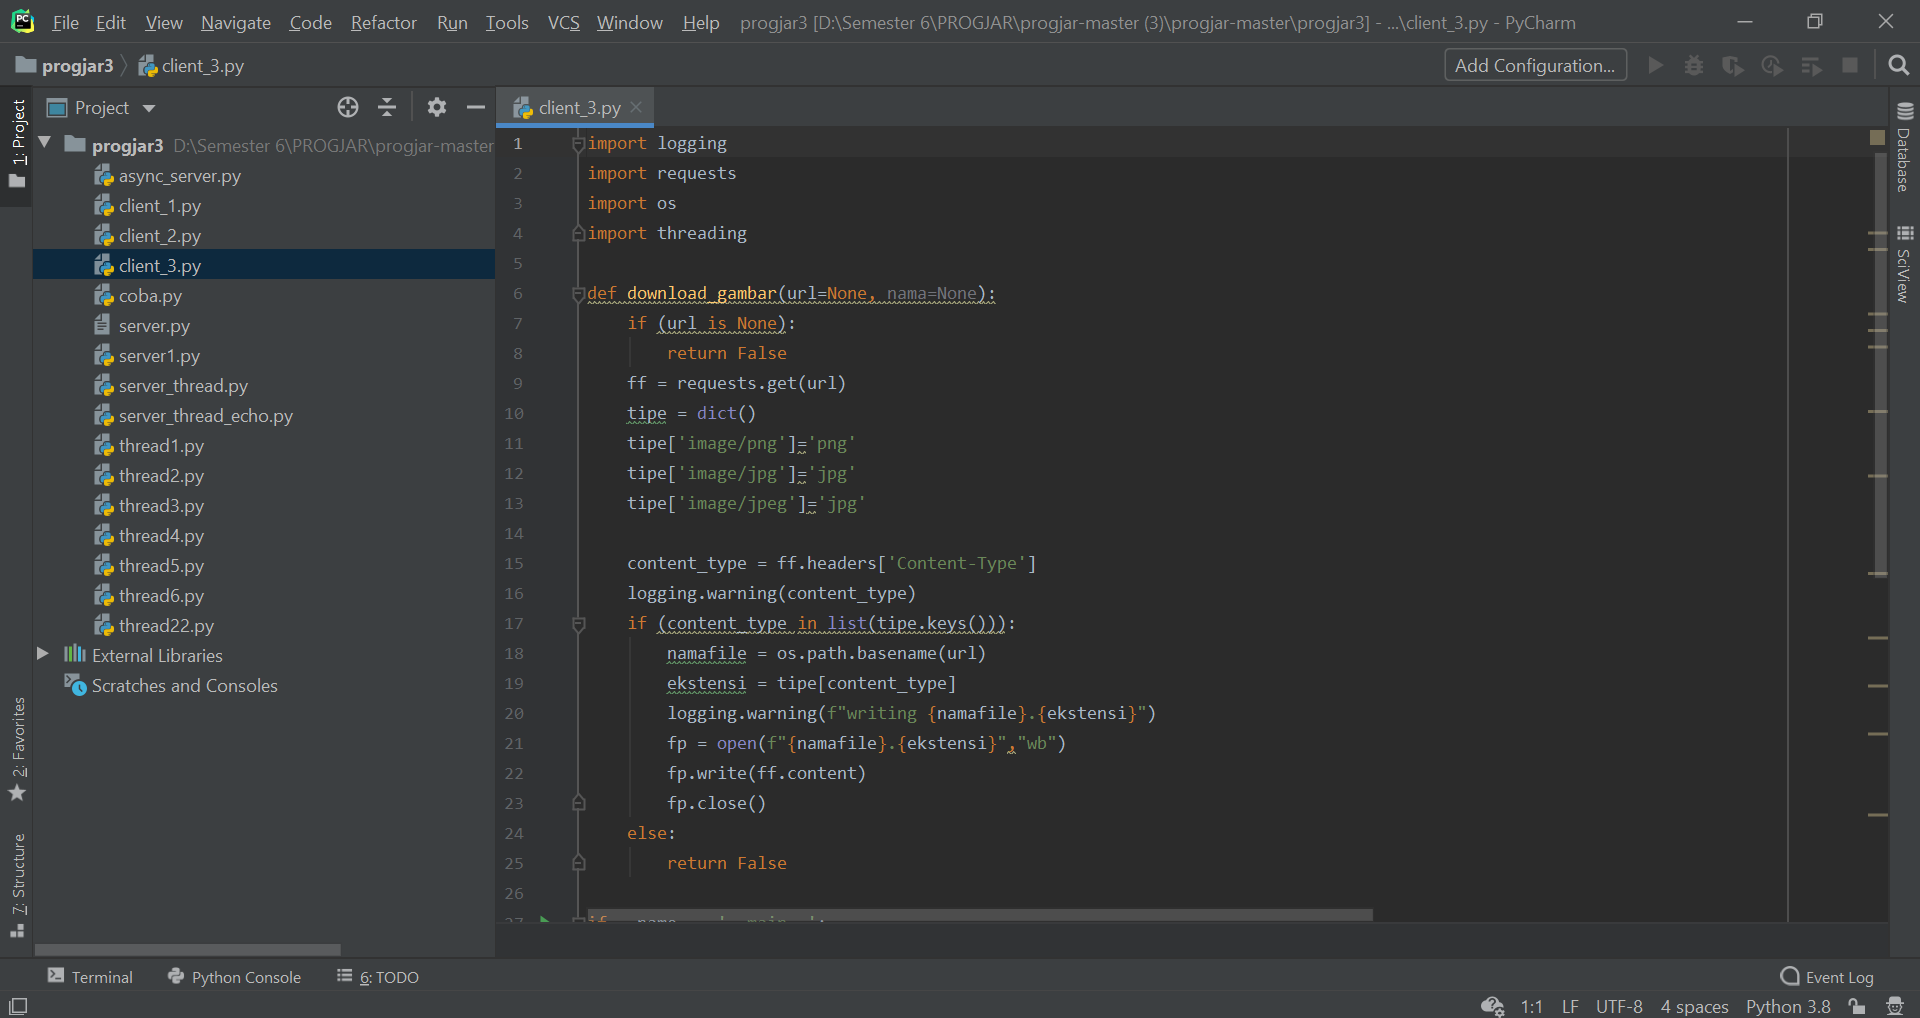 File Edit View Navigate Code Refactor Run Tools VCS Window Help progjar3 [D:\Semester 6\PROGJAR\progjar-master (3)\progjar-master\progjar3] - ...\client_3.py - PyCharm
progjar3 client_3.py Add Configuration...
1: Project
Project
client_3.py
progjar3 D:\Semester 6\PROGJAR\progjar-master
async_server.py
client_1.py
client_2.py
client_3.py
coba.py
server.py
server1.py
server_thread.py
server_thread_echo.py
thread1.py
thread2.py
thread3.py
thread4.py
thread5.py
thread6.py
thread22.py
External Libraries
Scratches and Consoles
2: Favorites
7: Structure
1 import logging
2 import requests
3 import os
4 import threading
5
6 def download_gambar(url=None, nama=None):
7 if (url is None):
8 return False
9 ff = requests.get(url)
10 tipe = dict()
11 tipe['image/png']='png'
12 tipe['image/jpg']='jpg'
13 tipe['image/jpeg']='jpg'
14
15 content_type = ff.headers['Content-Type']
16 logging.warning(content_type)
17 if (content_type in list(tipe.keys())):
18 namafile = os.path.basename(url)
19 ekstensi = tipe[content_type]
20 logging.warning(f"writing {namafile}.{ekstensi}")
21 fp = open(f"{namafile}.{ekstensi}","wb")
22 fp.write(ff.content)
23 fp.close()
24 else:
25 return False
26
27 if
Database
SciView
Terminal Python Console 6: TODO Event Log
1:1 LF UTF-8 4 spaces Python 3.8